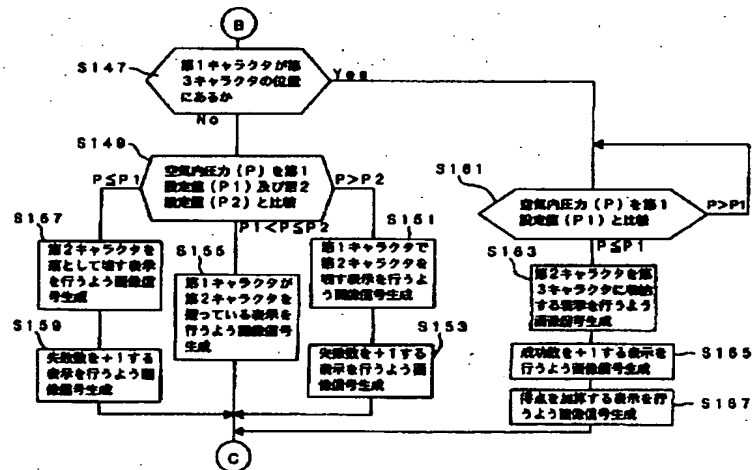 B
S147
第1キャラクタが第
3キャラクタの位置
にあるか
Yes
No
S149
空気内圧力(P)を第1
設定値(P1)及び第2
設定値(P2)と比較
P≦P1
P1<P≦P2
P>P2
S167
第2キャラクタを
落として壊す表示
を行うよう画像信
号生成
S155
第1キャラクタが
第2キャラクタを
っている表示を
行うよう画像信号
生成
S151
第1キャラクタで
第2キャラクタを
壊す表示を行うよ
う画像信号生成
S159
失敗数を+1する
表示を行うよう画
像信号生成
S153
失敗数を+1する
表示を行うよう画
像信号生成
S161
空気内圧力(P)を第1
設定値(P1)と比較
P>P1
P≦P1
S163
第2キャラクタを第
3キャラクタに
する表示を行うよう
画像信号生成
S165
成功数を+1する表示を
行うよう画像信号生成
S167
得点を加算する表示を行
うよう画像信号生成
C